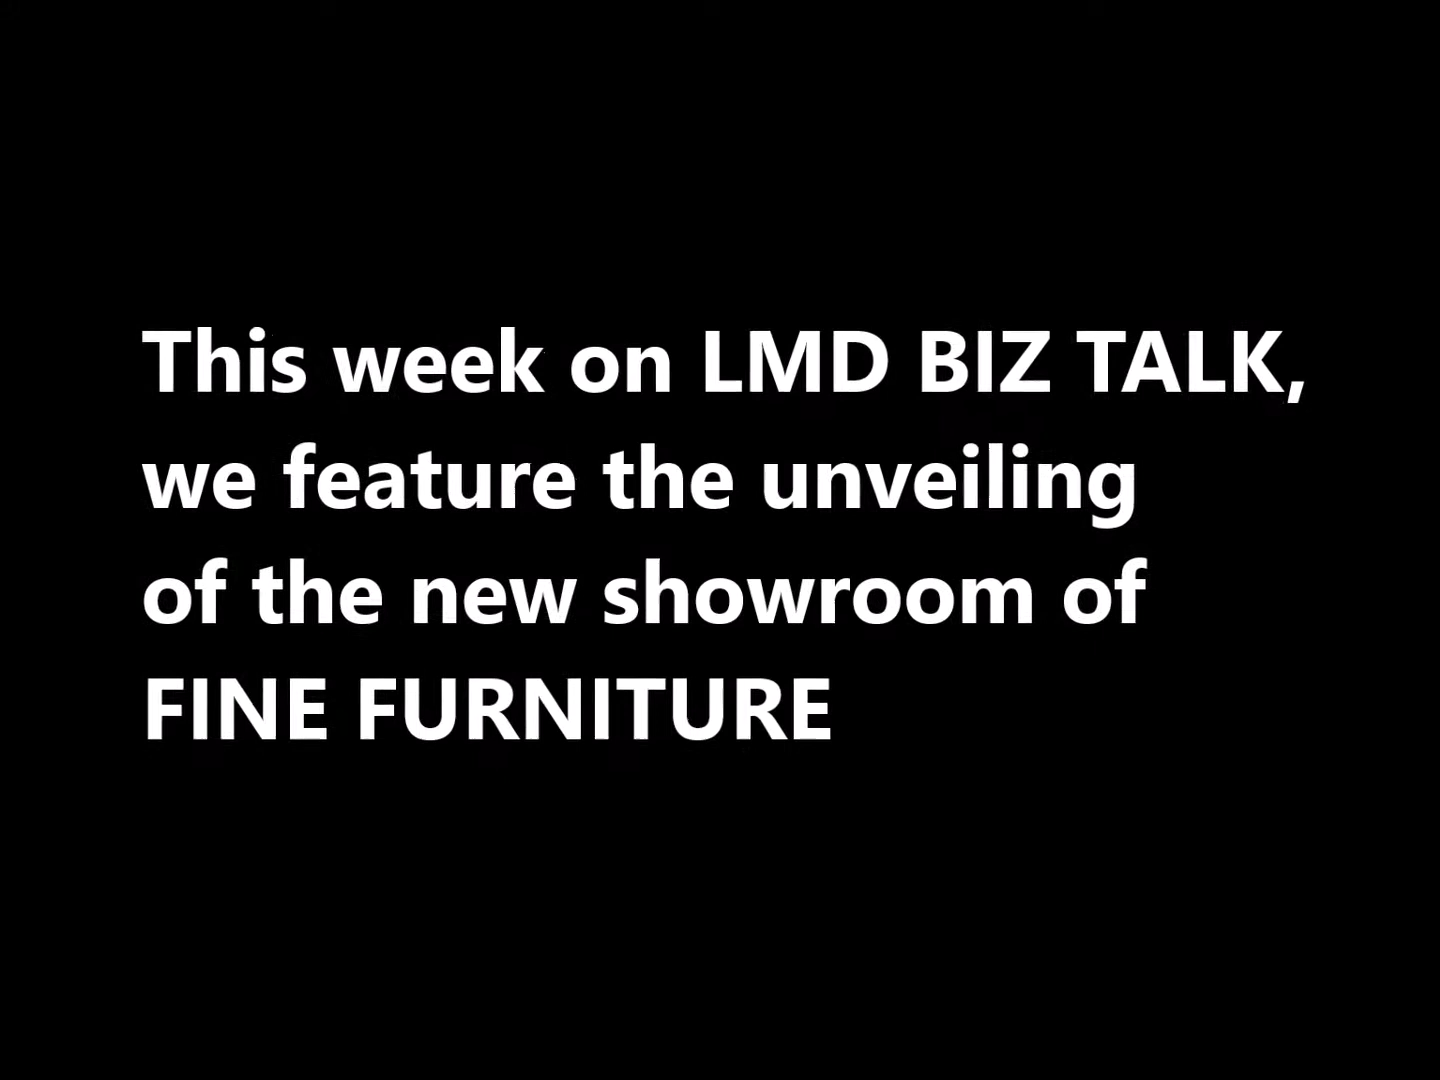 This week on LMD BIZ TALK,
we feature the unveiling
of the new showroom of
FINE FURNITURE